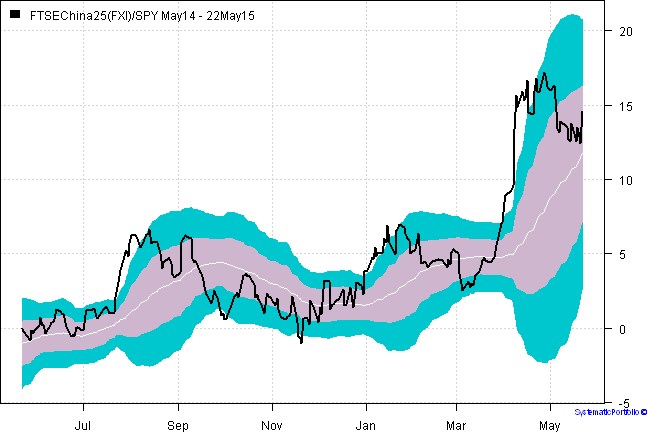 FTSEChina25(FXI)/SPY May14 - 22May15
20
15
10
5
0
-5
SystematicPortfolio ©
Jul Sep Nov Jan Mar May